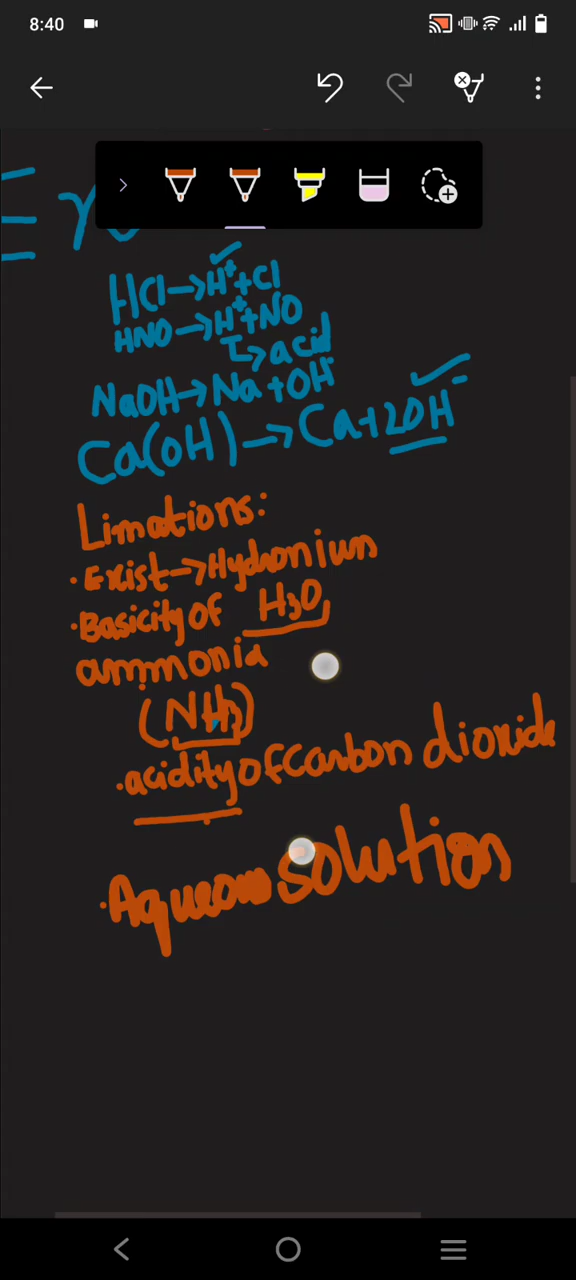 8:40
HCl→H⁺+Cl
HNO→H⁺+NO
↳acid
NaOH→Na+OH⁻
Ca(OH)→Ca+2OH⁻
Limations:
·Exist→Hydronium
·Basicity of H3O
ammonia
(NH3)
·acidity of carbon dioxide
·Aqueous solution